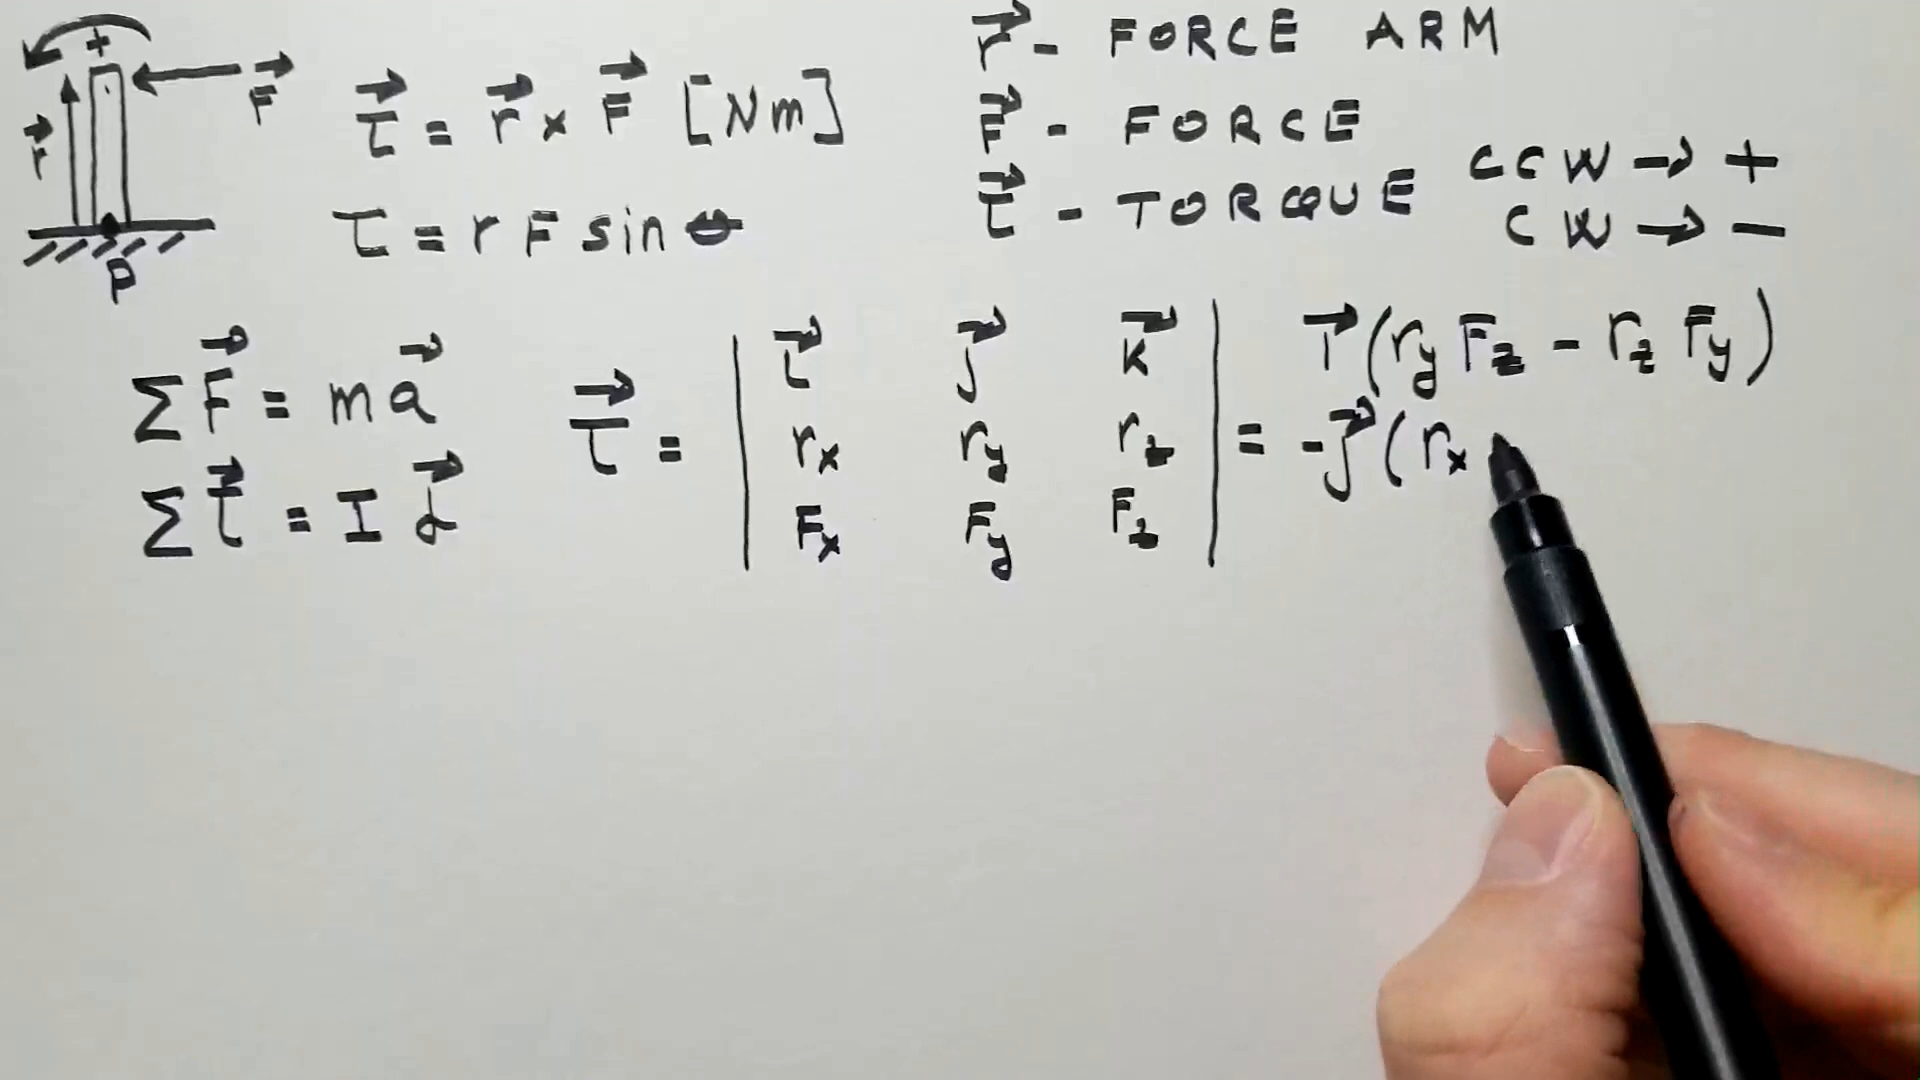 +
F⃗
r⃗
P
τ⃗ = r⃗ × F⃗ [Nm]
τ = r F sin θ
r⃗ - FORCE ARM
F⃗ - FORCE
τ⃗ - TORQUE
CCW → +
CW → −
ΣF⃗ = ma⃗
Στ⃗ = I α⃗
τ⃗ = | i⃗ j⃗ k⃗ |
| rx ry rz |
| Fx Fy Fz |
= i⃗ (ry Fz - rz Fy)
-j⃗ (rx